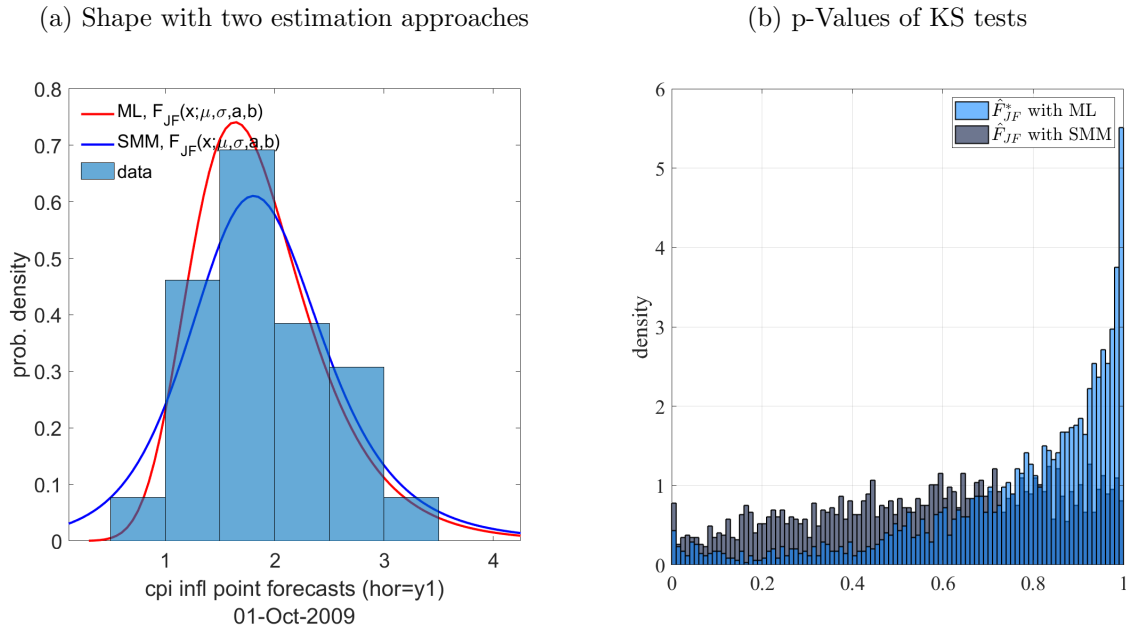 (a) Shape with two estimation approaches
ML, F_JF(x;μ,σ,a,b)
SMM, F_JF(x;μ,σ,a,b)
data
0.8
0.7
0.6
0.5
0.4
0.3
0.2
0.1
0
prob. density
1 2 3 4
cpi infl point forecasts (hor=y1)
01-Oct-2009
(b) p-Values of KS tests
F̂*_JF with ML
F̂_JF with SMM
6
5
4
3
2
1
0
density
0 0.2 0.4 0.6 0.8 1